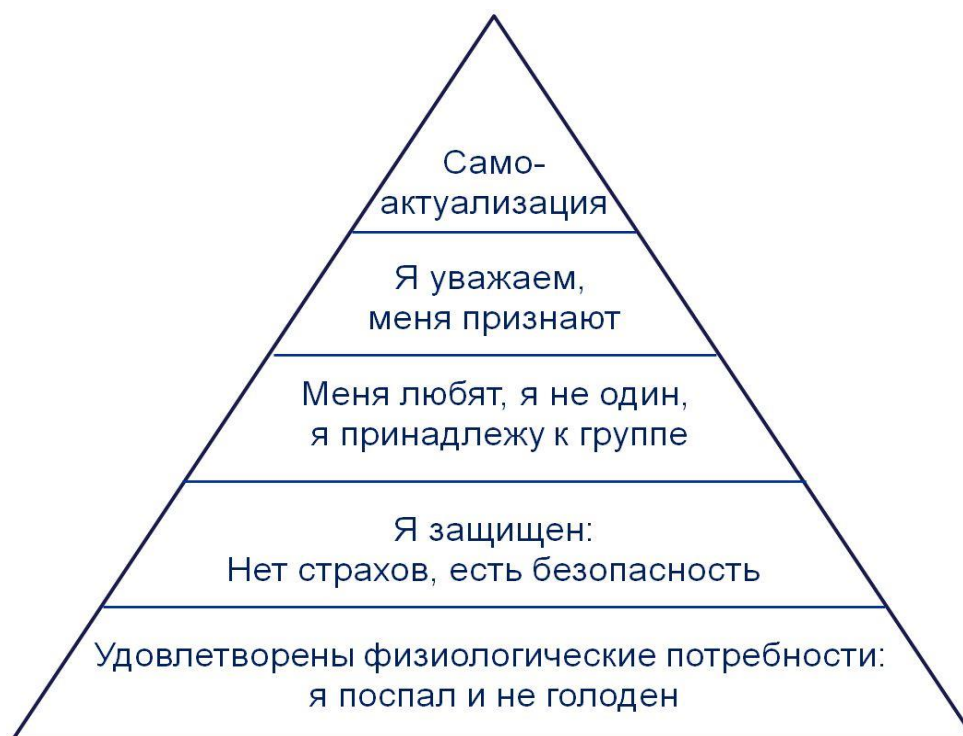 Само-
актуализация
Я уважаем,
меня признают
Меня любят, я не один,
я принадлежу к группе
Я защищен:
Нет страхов, есть безопасность
Удовлетворены физиологические потребности:
я поспал и не голоден